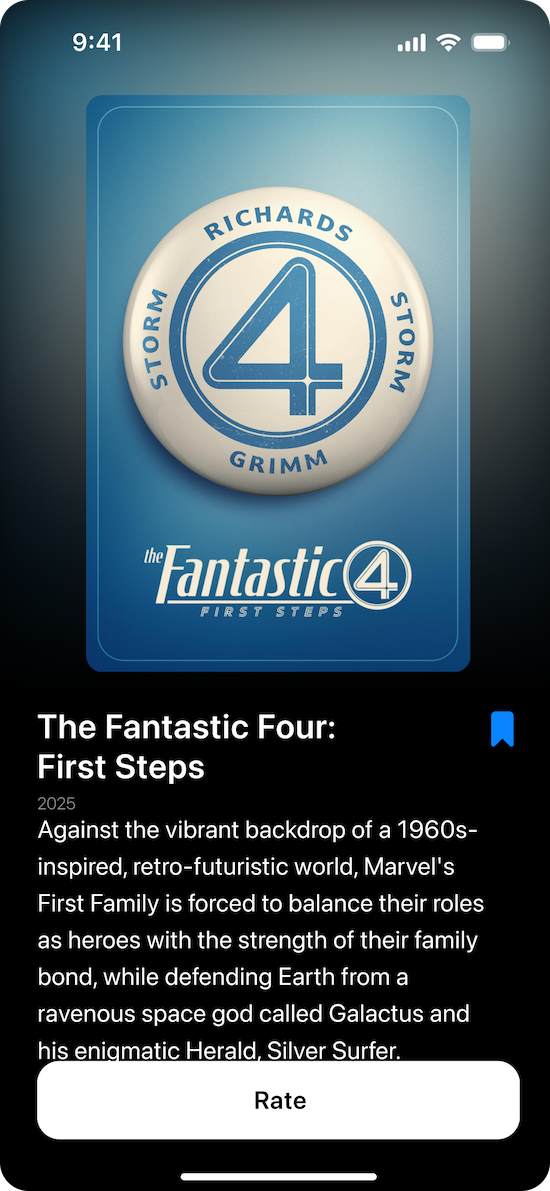 9:41
RICHARDS
STORM
STORM
4
GRIMM
the Fantastic 4
FIRST STEPS
The Fantastic Four:
First Steps
2025
Against the vibrant backdrop of a 1960s-
inspired, retro-futuristic world, Marvel's
First Family is forced to balance their roles
as heroes with the strength of their family
bond, while defending Earth from a
ravenous space god called Galactus and
his enigmatic Herald, Silver Surfer.
Rate